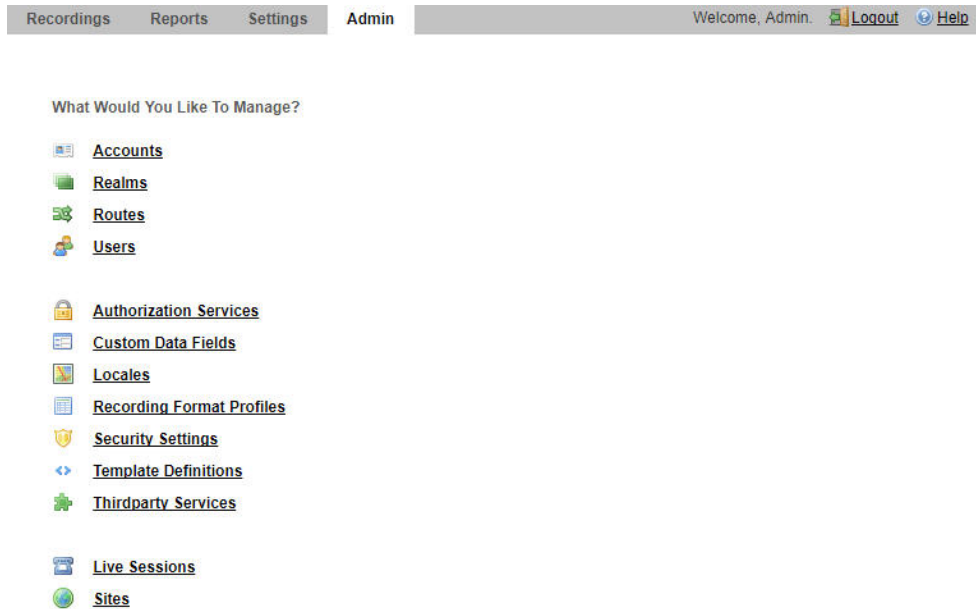 Recordings Reports Settings Admin Welcome, Admin. Logout Help
What Would You Like To Manage?
Accounts
Realms
Routes
Users
Authorization Services
Custom Data Fields
Locales
Recording Format Profiles
Security Settings
Template Definitions
Thirdparty Services
Live Sessions
Sites